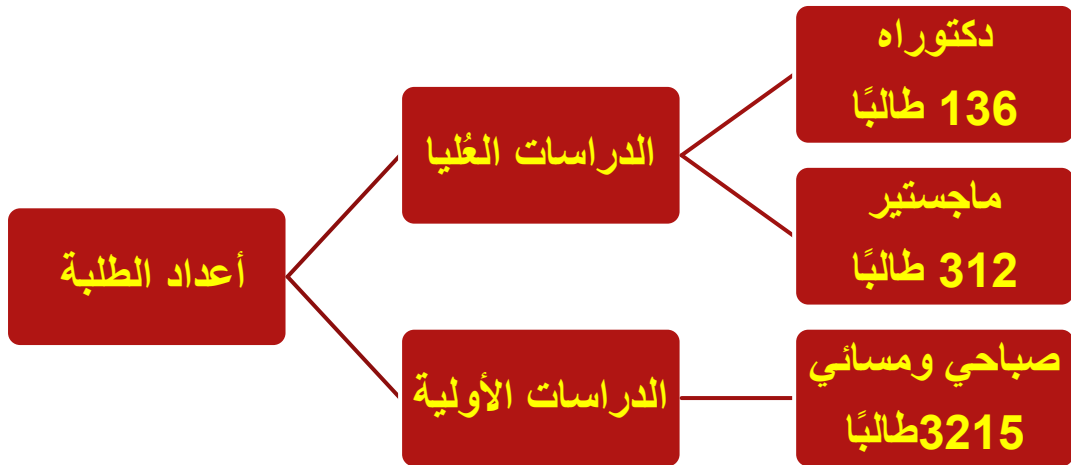 أعداد الطلبة
الدراسات العُليا
دكتوراه
136 طالبًا
ماجستير
312 طالبًا
الدراسات الأولية
صباحي ومسائي
3215طالبًا